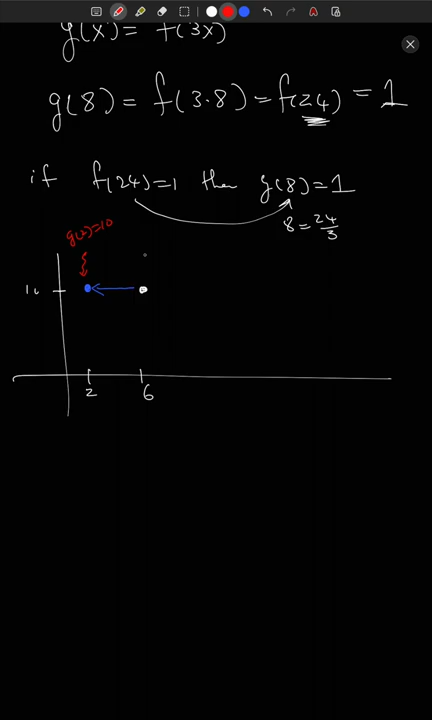 g(x) = f(3x)
g(8) = f(3·8) = f(24) = 1
if f(24)=1 then g(8)=1
8 = 24/3
g(2)=10
10
2 6